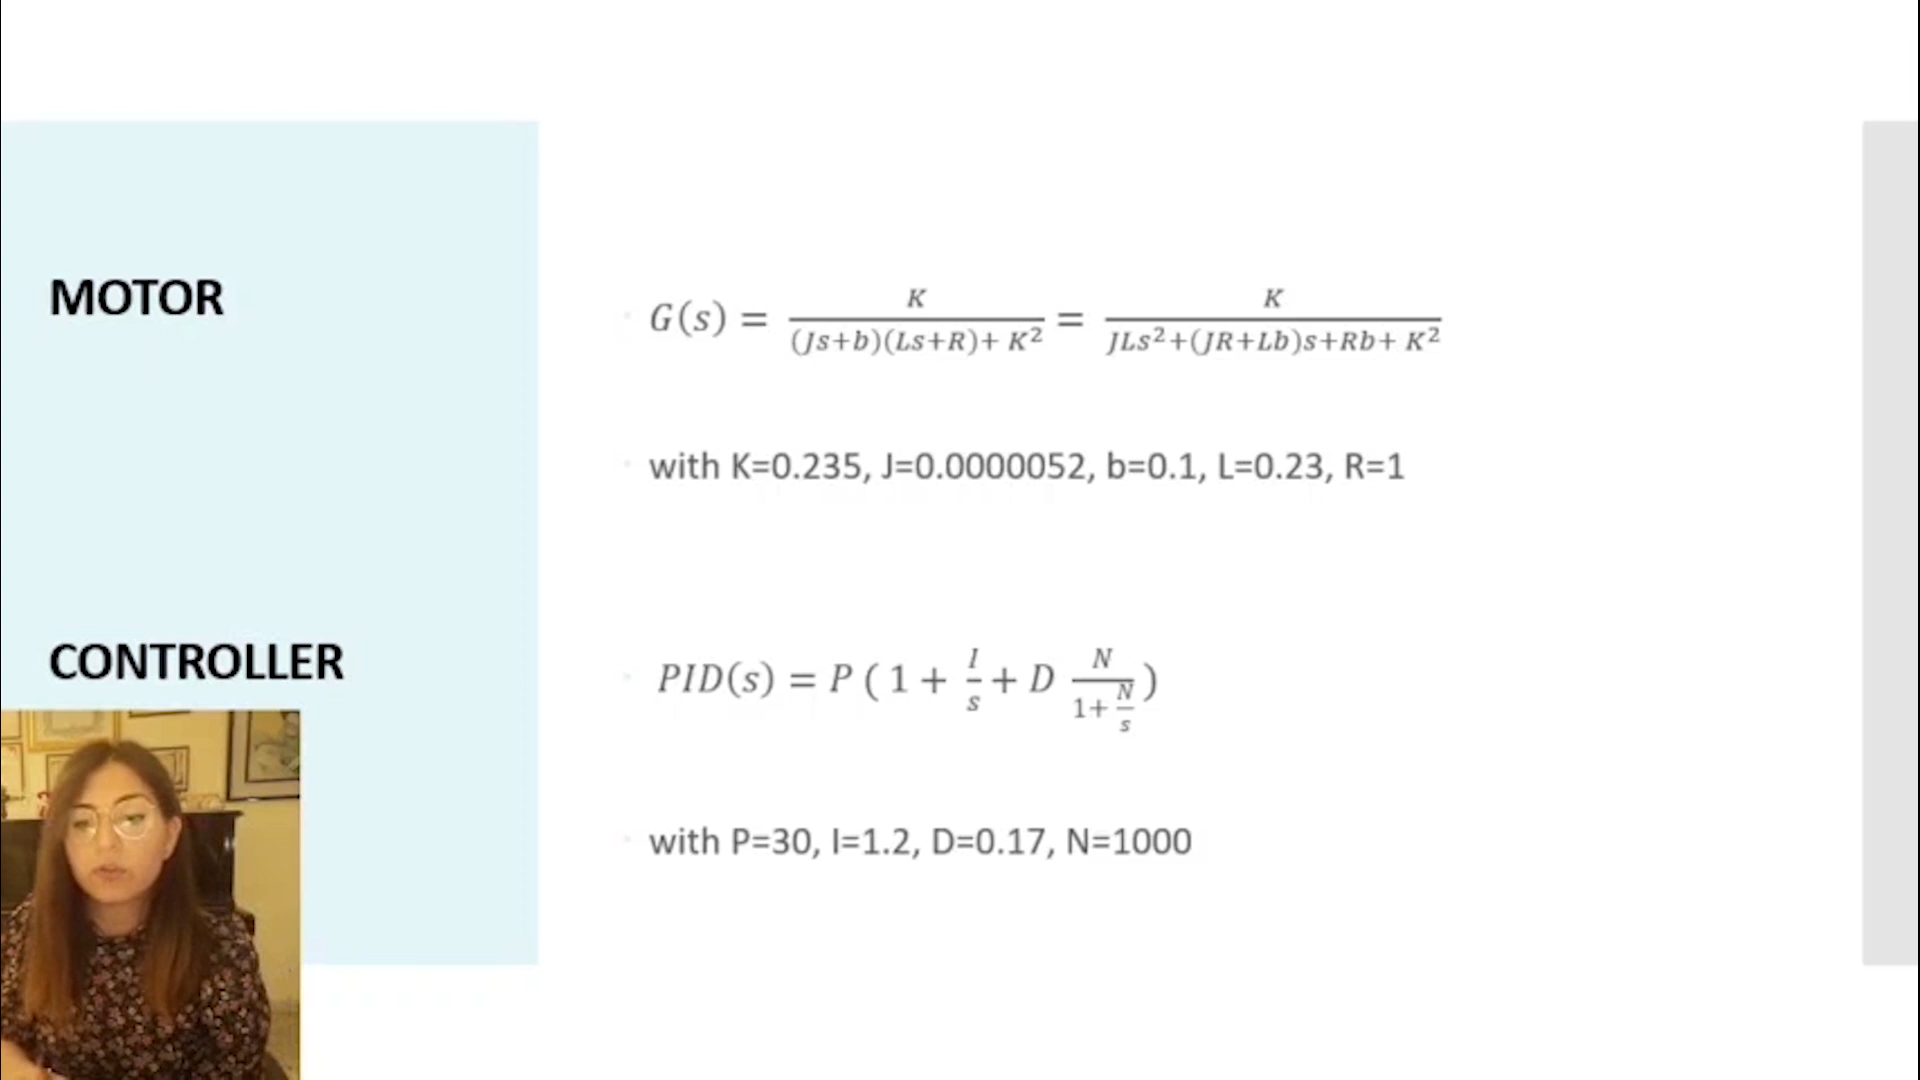 MOTOR
G(s) = K / ((Js+b)(Ls+R)+ K²) = K / (JLs²+(JR+Lb)s+Rb+ K²)
with K=0.235, J=0.0000052, b=0.1, L=0.23, R=1
CONTROLLER
PID(s) = P ( 1 + I/s + D N/(1+ N/s) )
with P=30, I=1.2, D=0.17, N=1000